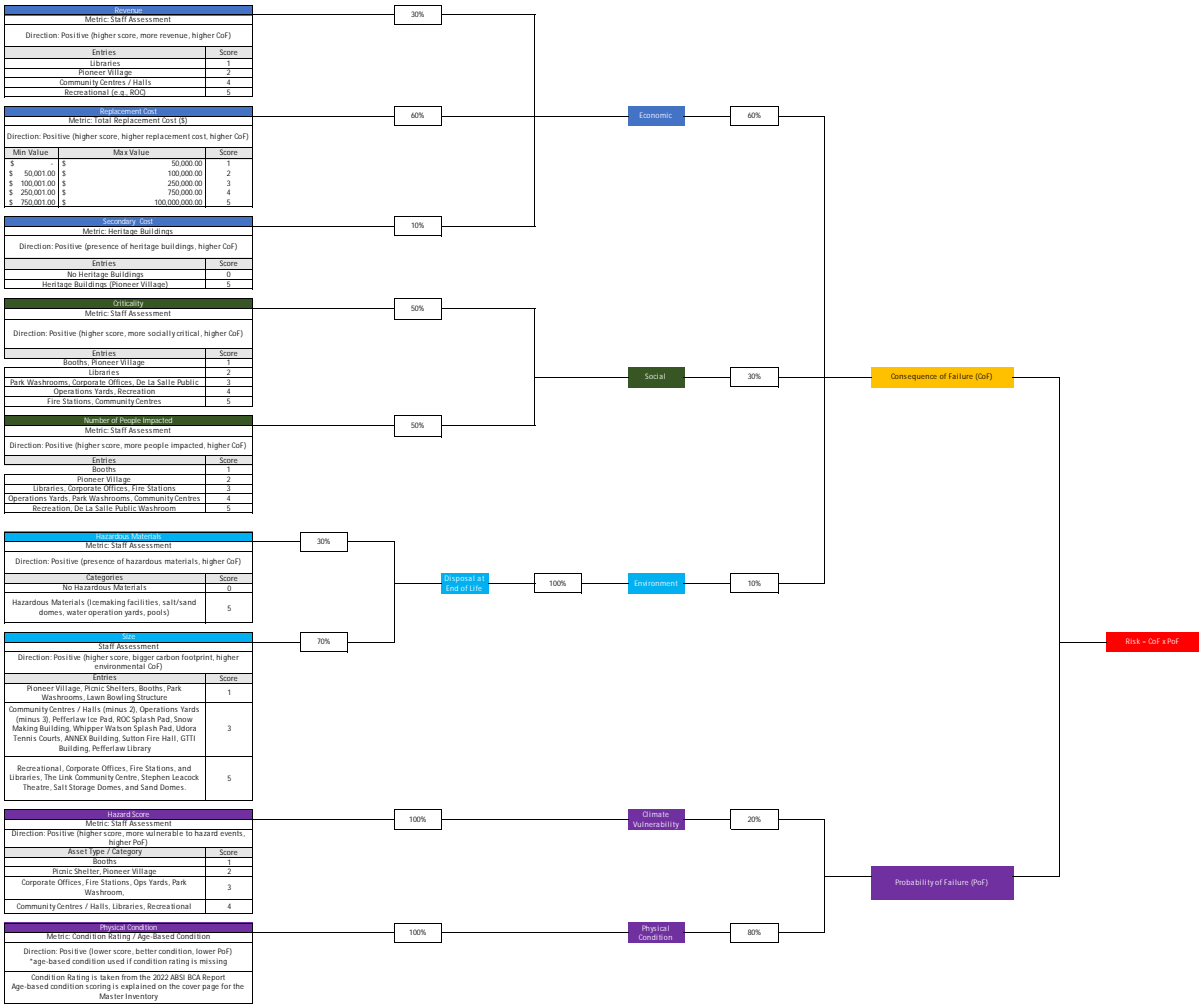 Revenue
Metric: Staff Assessment
Direction: Positive (higher score, more revenue, higher CoF)
Entries Score
Libraries 1
Pioneer Village 2
Community Centres / Halls 4
Recreational (e.g., ROC) 5
30%
Replacement Cost
Metric: Total Replacement Cost ($)
Direction: Positive (higher score, higher replacement cost, higher CoF)
Min Value Max Value Score
$ - $ 50,000.00 1
$ 50,001.00 $ 100,000.00 2
$ 100,001.00 $ 250,000.00 3
$ 250,001.00 $ 750,000.00 4
$ 750,001.00 $ 100,000,000.00 5
60%
Economic
60%
Secondary Cost
Metric: Heritage Buildings
Direction: Positive (presence of heritage buildings, higher CoF)
Entries Score
No Heritage Buildings 0
Heritage Buildings (Pioneer Village) 5
10%
Criticality
Metric: Staff Assessment
Direction: Positive (higher score, more socially critical, higher CoF)
Entries Score
Booths, Pioneer Village 1
Libraries 2
Park Washrooms, Corporate Offices, De La Salle Public 3
Operations Yards, Recreation 4
Fire Stations, Community Centres 5
50%
Social
30%
Consequence of Failure (CoF)
Number of People Impacted
Metric: Staff Assessment
Direction: Positive (higher score, more people impacted, higher CoF)
Entries Score
Booths 1
Pioneer Village 2
Libraries, Corporate Offices, Fire Stations 3
Operations Yards, Park Washrooms, Community Centres 4
Recreation, De La Salle Public Washroom 5
50%
Hazardous Materials
Metric: Staff Assessment
Direction: Positive (presence of hazardous materials, higher CoF)
Categories Score
No Hazardous Materials 0
Hazardous Materials (Icemaking facilities, salt/sand
domes, water operation yards, pools) 5
30%
Disposal at
End of Life
100%
Environment
10%
Size
Staff Assessment
Direction: Positive (higher score, bigger carbon footprint, higher
environmental CoF)
Entries Score
Pioneer Village, Picnic Shelters, Booths, Park
Washrooms, Lawn Bowling Structure 1
Community Centres / Halls (minus 2), Operations Yards
(minus 3), Pefferlaw Ice Pad, ROC Splash Pad, Snow
Making Building, Whipper Watson Splash Pad, Udora
Tennis Courts, ANNEX Building, Sutton Fire Hall, GTTI
Building, Pefferlaw Library 3
Recreational, Corporate Offices, Fire Stations, and
Libraries, The Link Community Centre, Stephen Leacock
Theatre, Salt Storage Domes, and Sand Domes. 5
70%
Risk = CoF x PoF
Hazard Score
Metric: Staff Assessment
Direction: Positive (higher score, more vulnerable to hazard events,
higher PoF)
Asset Type / Category Score
Booths 1
Picnic Shelter, Pioneer Village 2
Corporate Offices, Fire Stations, Ops Yards, Park
Washroom, 3
Community Centres / Halls, Libraries, Recreational 4
100%
Climate
Vulnerability
20%
Probability of Failure (PoF)
Physical Condition
Metric: Condition Rating / Age-Based Condition
Direction: Positive (lower score, better condition, lower PoF)
*age-based condition used if condition rating is missing
Condition Rating is taken from the 2022 ABSI BCA Report
Age-based condition scoring is explained on the cover page for the
Master Inventory
100%
Physical
Condition
80%